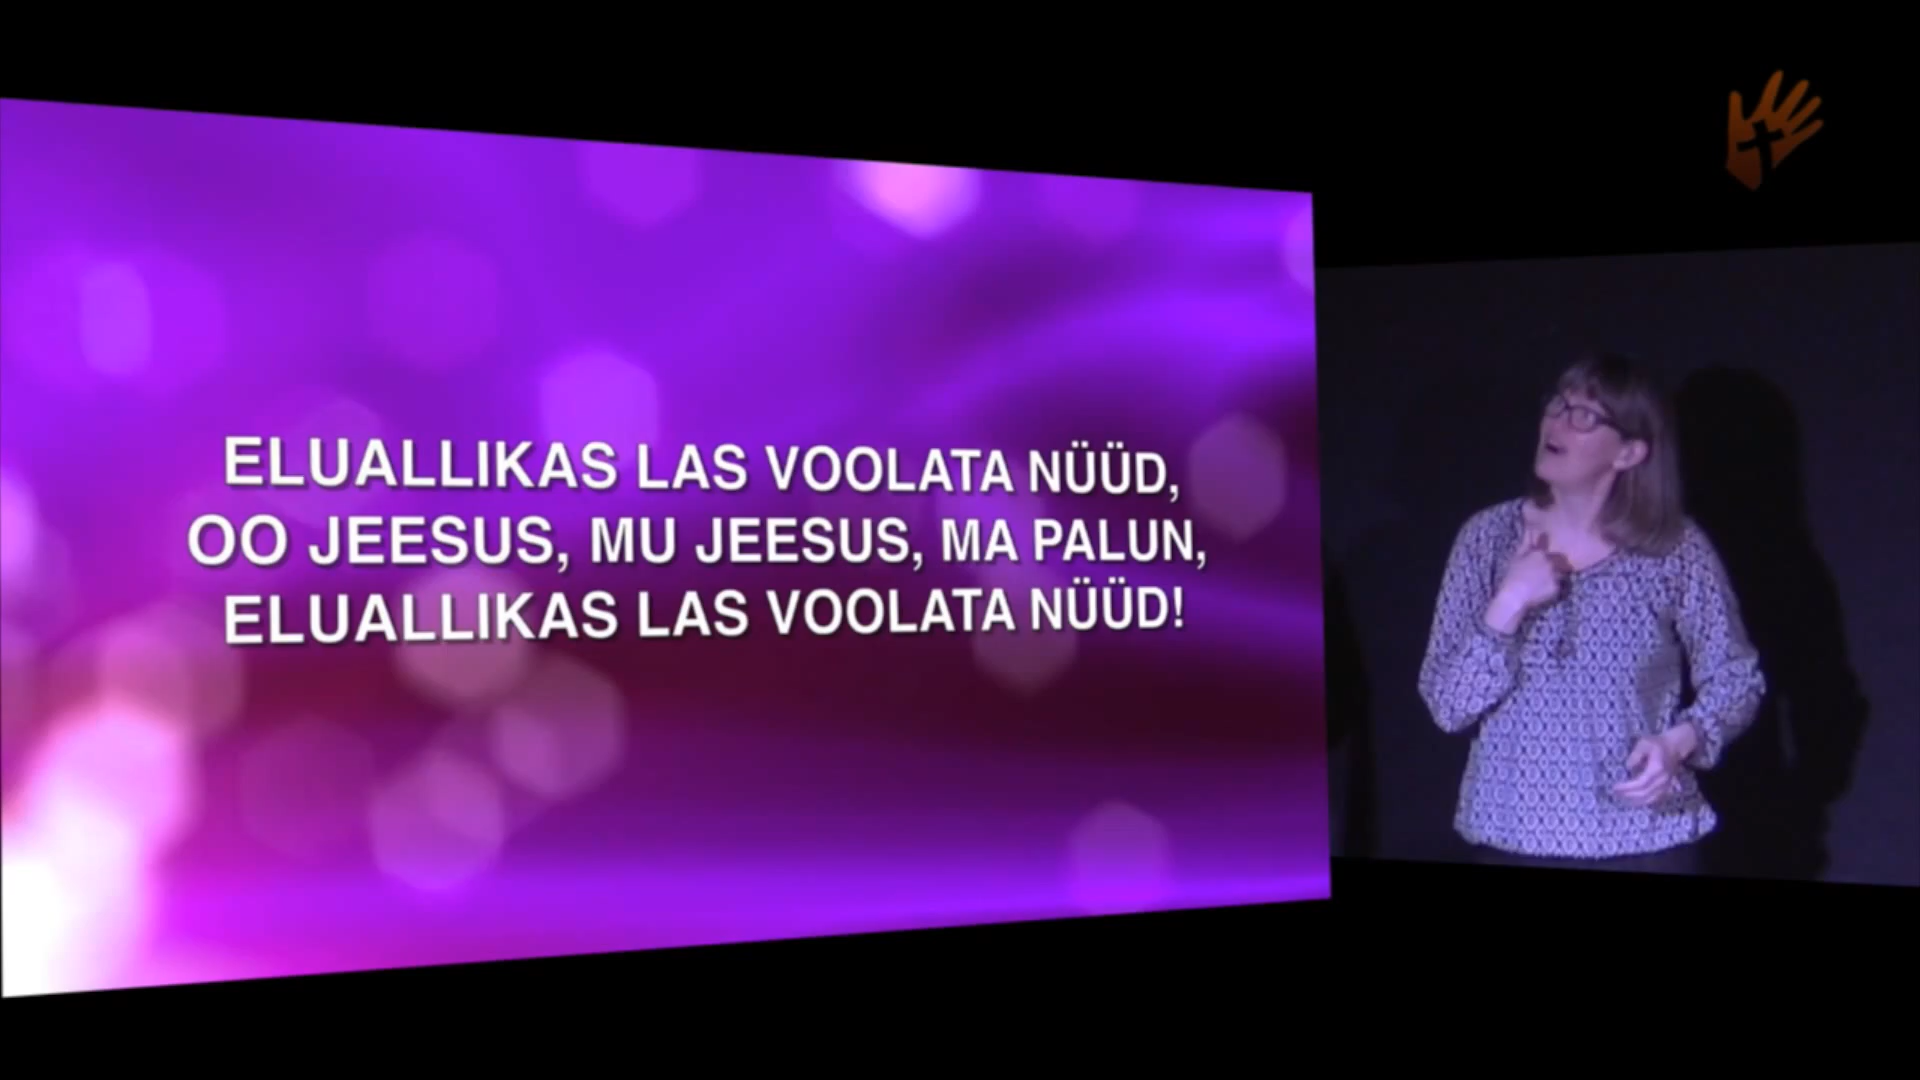 ELUALLIKAS LAS VOOLATA NÜÜD,
OO JEESUS, MU JEESUS, MA PALUN,
ELUALLIKAS LAS VOOLATA NÜÜD!